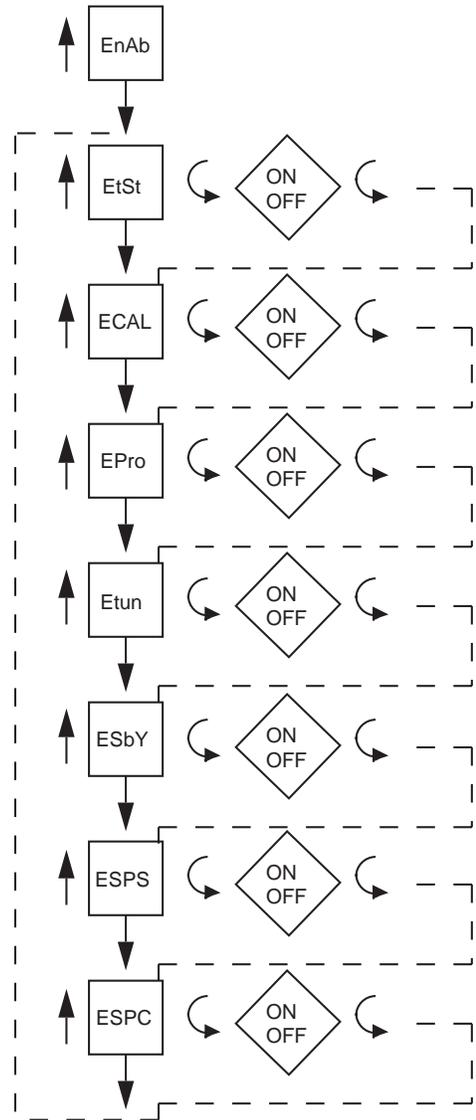 EnAb
EtSt
ON
OFF
ECAL
ON
OFF
EPro
ON
OFF
Etun
ON
OFF
ESbY
ON
OFF
ESPS
ON
OFF
ESPC
ON
OFF